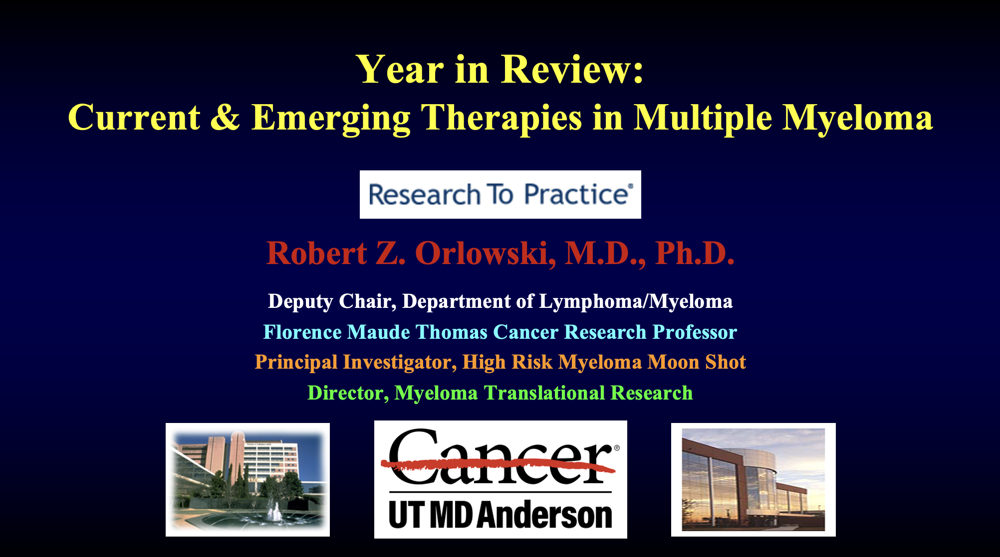 Year in Review:
Current & Emerging Therapies in Multiple Myeloma
Research To Practice®
Robert Z. Orlowski, M.D., Ph.D.
Deputy Chair, Department of Lymphoma/Myeloma
Florence Maude Thomas Cancer Research Professor
Principal Investigator, High Risk Myeloma Moon Shot
Director, Myeloma Translational Research
Cancer®
UT MD Anderson